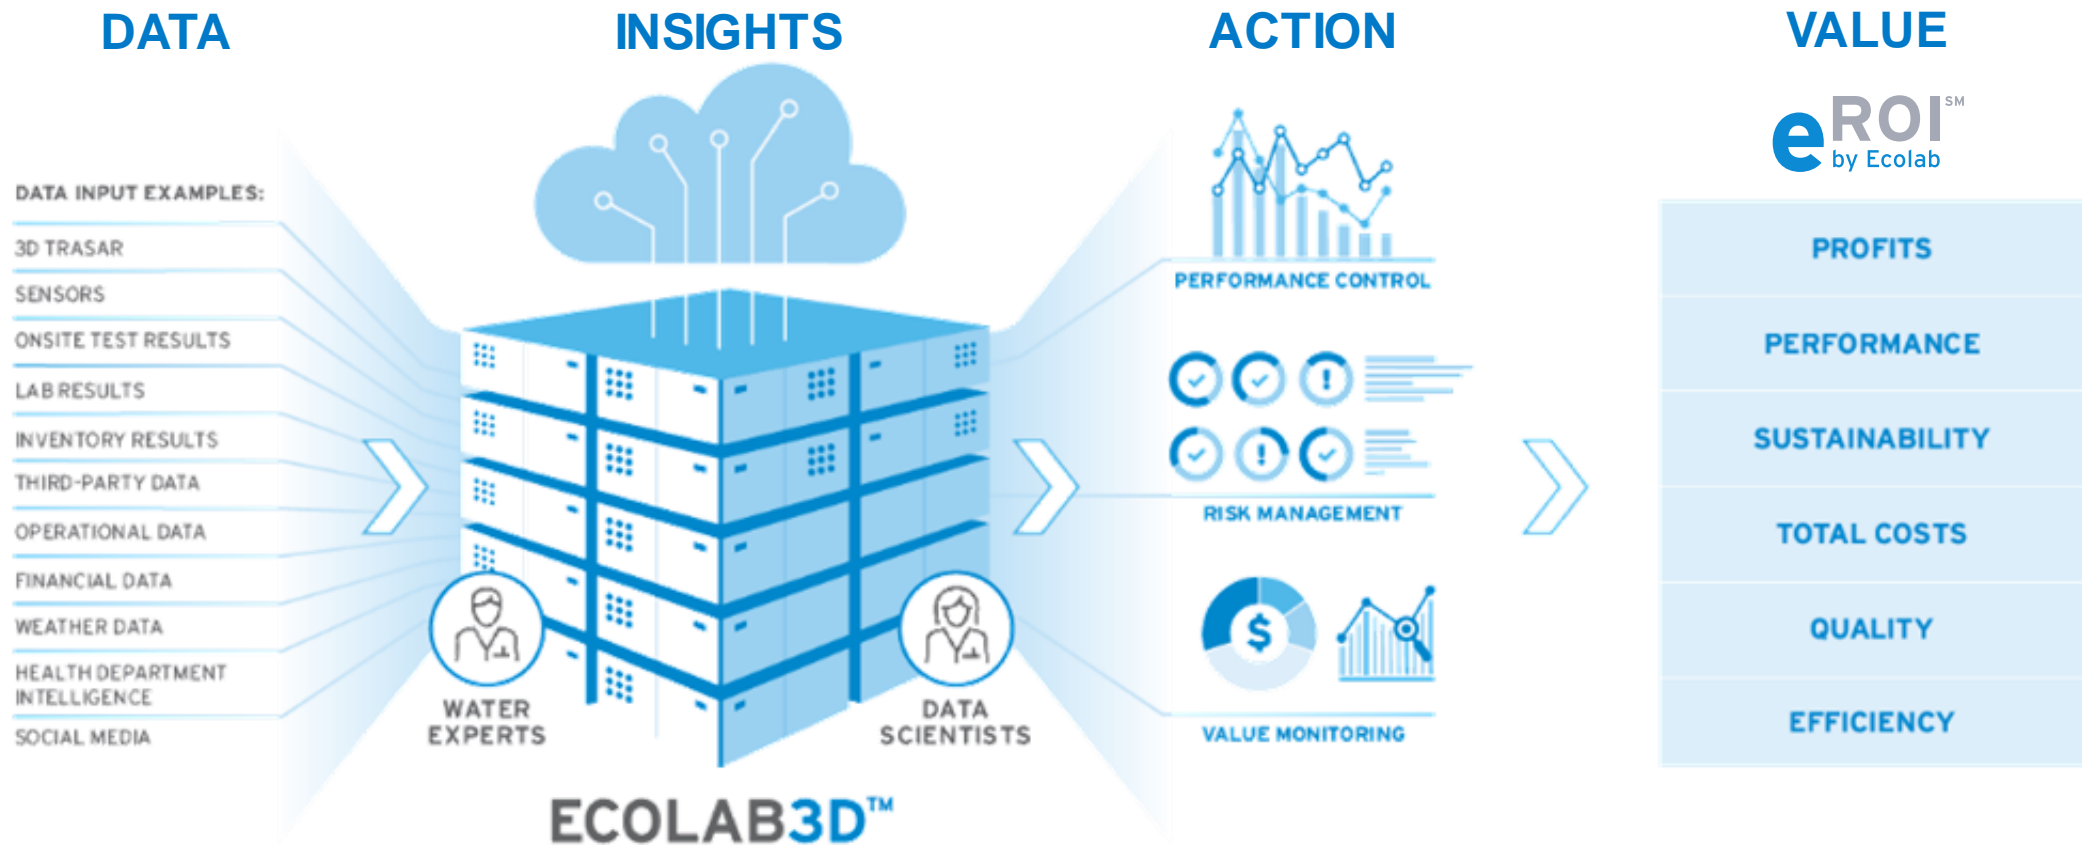 DATA
INSIGHTS
ACTION
VALUE
DATA INPUT EXAMPLES:
3D TRASAR
SENSORS
ONSITE TEST RESULTS
LAB RESULTS
INVENTORY RESULTS
THIRD-PARTY DATA
OPERATIONAL DATA
FINANCIAL DATA
WEATHER DATA
HEALTH DEPARTMENT
INTELLIGENCE
SOCIAL MEDIA
WATER
EXPERTS
DATA
SCIENTISTS
ECOLAB3D™
PERFORMANCE CONTROL
RISK MANAGEMENT
$
VALUE MONITORING
eROI℠
by Ecolab
PROFITS
PERFORMANCE
SUSTAINABILITY
TOTAL COSTS
QUALITY
EFFICIENCY